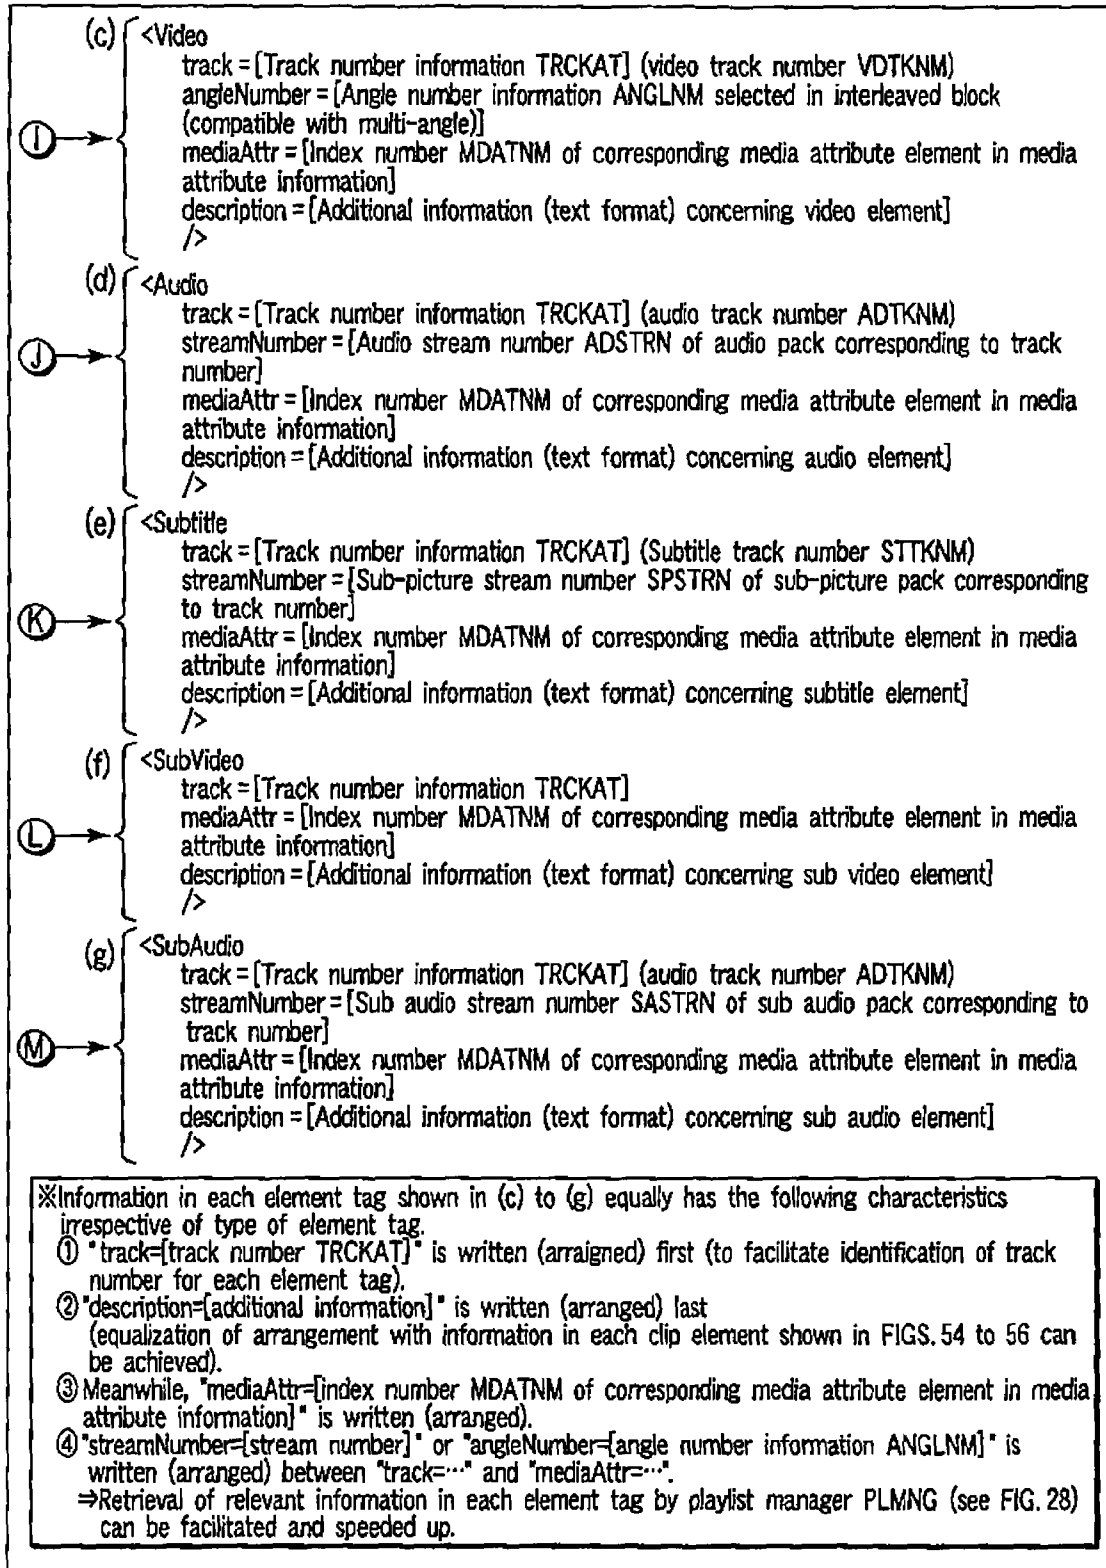 (c) <Video
track = [Track number information TRCKAT] (video track number VDTKNM)
angleNumber = [Angle number information ANGLNM selected in interleaved block
(compatible with multi-angle)]
Ⓘ
mediaAttr = [Index number MDATNM of corresponding media attribute element in media
attribute information]
description = [Additional information (text format) concerning video element]
/>
(d) <Audio
track = [Track number information TRCKAT] (audio track number ADTKNM)
streamNumber = [Audio stream number ADSTRN of audio pack corresponding to track
number]
Ⓙ
mediaAttr = [Index number MDATNM of corresponding media attribute element in media
attribute information]
description = [Additional information (text format) concerning audio element]
/>
(e) <Subtitle
track = [Track number information TRCKAT] (Subtitle track number STTKNM)
streamNumber = [Sub-picture stream number SPSTRN of sub-picture pack corresponding
to track number]
Ⓚ
mediaAttr = [Index number MDATNM of corresponding media attribute element in media
attribute information]
description = [Additional information (text format) concerning subtitle element]
/>
(f) <SubVideo
track = [Track number information TRCKAT]
mediaAttr = [Index number MDATNM of corresponding media attribute element in media
Ⓛ
attribute information]
description = [Additional information (text format) concerning sub video element]
/>
(g) <SubAudio
track = [Track number information TRCKAT] (audio track number ADTKNM)
streamNumber = [Sub audio stream number SASTRN of sub audio pack corresponding to
track number]
Ⓜ
mediaAttr = [Index number MDATNM of corresponding media attribute element in media
attribute information]
description = [Additional information (text format) concerning sub audio element]
/>
※Information in each element tag shown in (c) to (g) equally has the following characteristics
irrespective of type of element tag.
① "track=[track number TRCKAT]" is written (arraigned) first (to facilitate identification of track
number for each element tag).
② "description=[additional information]" is written (arranged) last
(equalization of arrangement with information in each clip element shown in FIGS. 54 to 56 can
be achieved).
③ Meanwhile, "mediaAttr=[index number MDATNM of corresponding media attribute element in media
attribute information]" is written (arranged).
④ "streamNumber=[stream number]" or "angleNumber=[angle number information ANGLNM]" is
written (arranged) between "track=···" and "mediaAttr=···".
⇒Retrieval of relevant information in each element tag by playlist manager PLMNG (see FIG. 28)
can be facilitated and speeded up.